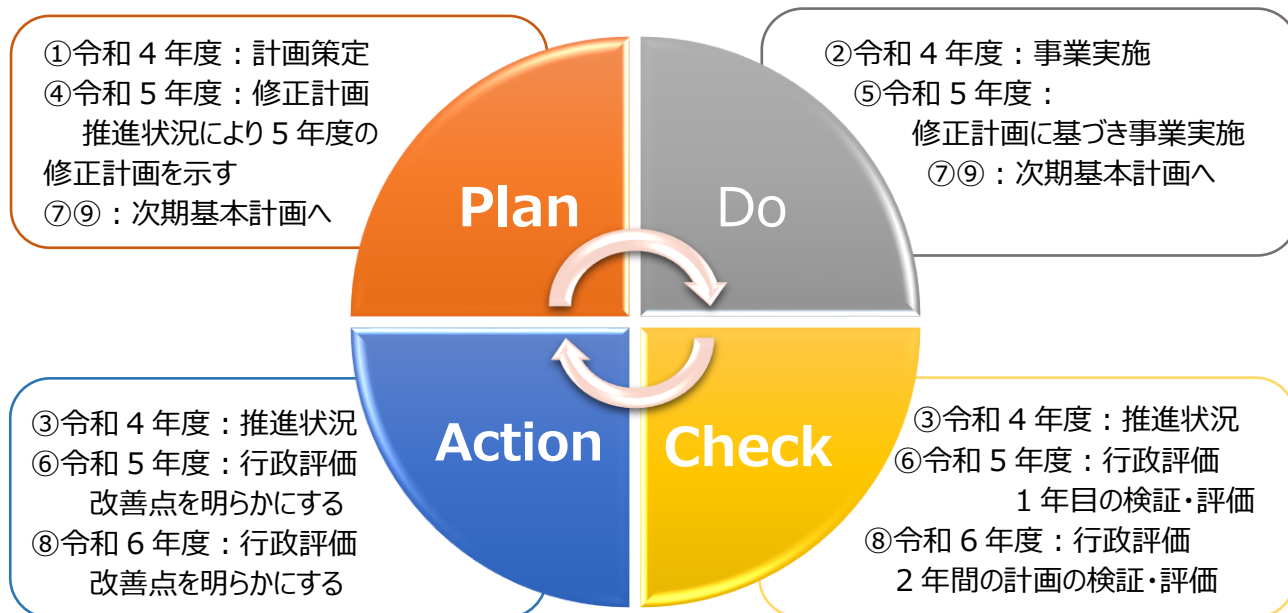 ①令和４年度：計画策定
④令和５年度：修正計画
推進状況により５年度の
修正計画を示す
⑦⑨：次期基本計画へ
Plan
②令和４年度：事業実施
⑤令和５年度：
修正計画に基づき事業実施
⑦⑨：次期基本計画へ
Do
③令和４年度：推進状況
⑥令和５年度：行政評価
改善点を明らかにする
⑧令和６年度：行政評価
改善点を明らかにする
Action
③令和４年度：推進状況
⑥令和５年度：行政評価
１年目の検証・評価
⑧令和６年度：行政評価
２年間の計画の検証・評価
Check